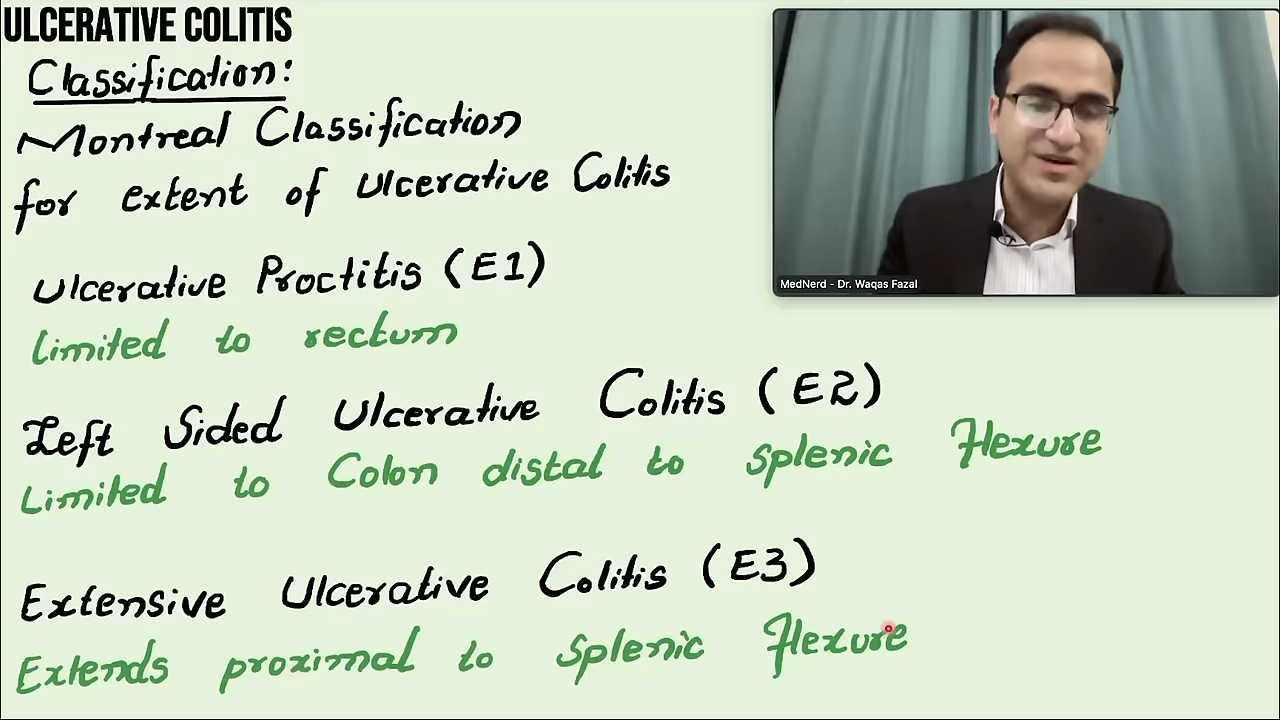 ULCERATIVE COLITIS
Classification:
Montreal Classification
for extent of Ulcerative Colitis
Ulcerative Proctitis (E1)
Limited to rectum
Left Sided Ulcerative Colitis (E2)
Limited to Colon distal to splenic flexure
Extensive Ulcerative Colitis (E3)
Extends proximal to splenic flexure
MedNerd - Dr. Waqas Fazal